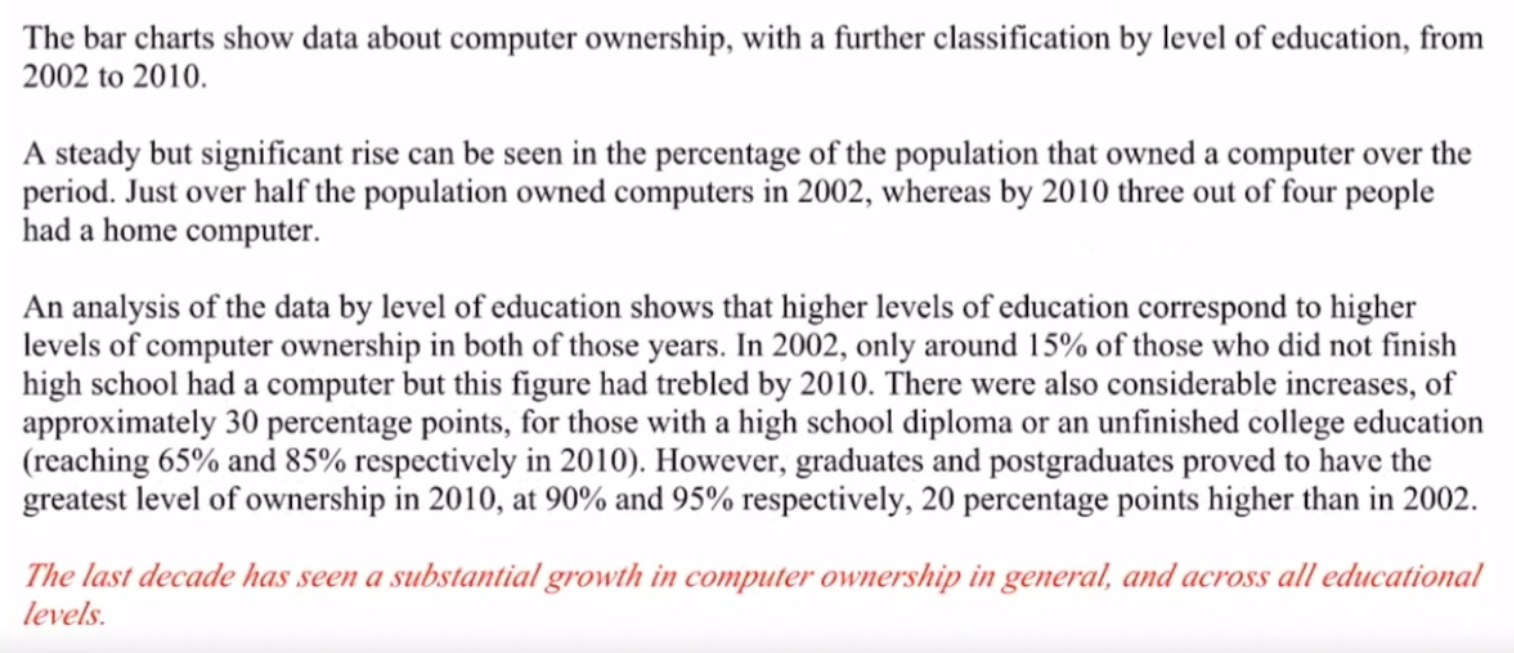 The bar charts show data about computer ownership, with a further classification by level of education, from
2002 to 2010.
A steady but significant rise can be seen in the percentage of the population that owned a computer over the
period. Just over half the population owned computers in 2002, whereas by 2010 three out of four people
had a home computer.
An analysis of the data by level of education shows that higher levels of education correspond to higher
levels of computer ownership in both of those years. In 2002, only around 15% of those who did not finish
high school had a computer but this figure had trebled by 2010. There were also considerable increases, of
approximately 30 percentage points, for those with a high school diploma or an unfinished college education
(reaching 65% and 85% respectively in 2010). However, graduates and postgraduates proved to have the
greatest level of ownership in 2010, at 90% and 95% respectively, 20 percentage points higher than in 2002.
The last decade has seen a substantial growth in computer ownership in general, and across all educational
levels.